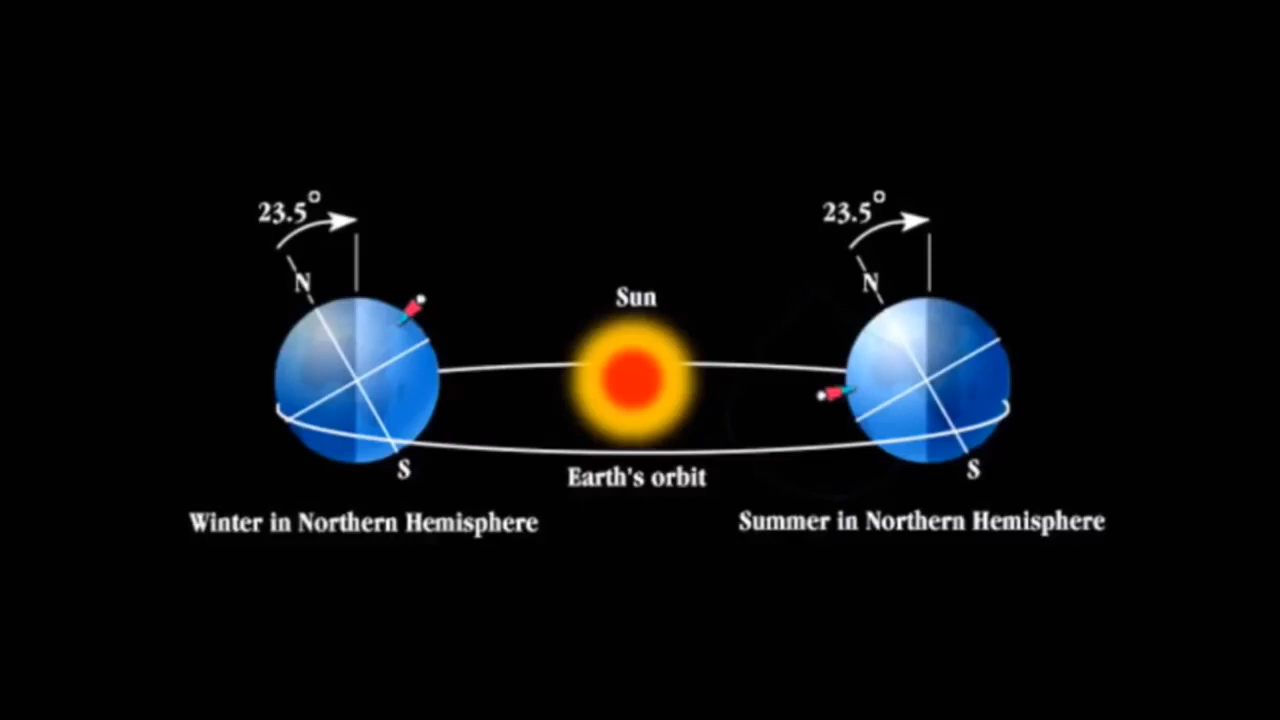 23.5°
23.5°
N
N
Sun
S
S
Earth's orbit
Winter in Northern Hemisphere
Summer in Northern Hemisphere